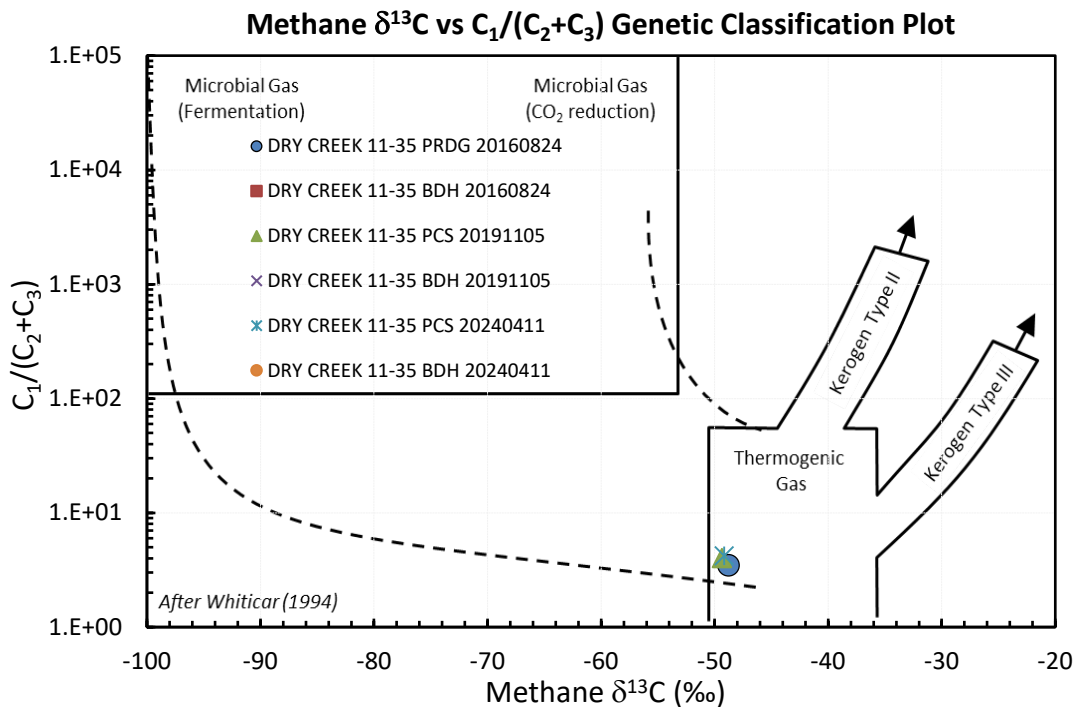 Methane δ¹³C vs C₁/(C₂+C₃) Genetic Classification Plot
1.E+05
1.E+04
1.E+03
1.E+02
1.E+01
1.E+00
C₁/(C₂+C₃)
Microbial Gas
(Fermentation)
Microbial Gas
(CO₂ reduction)
DRY CREEK 11-35 PRDG 20160824
DRY CREEK 11-35 BDH 20160824
DRY CREEK 11-35 PCS 20191105
DRY CREEK 11-35 BDH 20191105
DRY CREEK 11-35 PCS 20240411
DRY CREEK 11-35 BDH 20240411
Kerogen Type II
Kerogen Type III
Thermogenic
Gas
After Whiticar (1994)
-100 -90 -80 -70 -60 -50 -40 -30 -20
Methane δ¹³C (‰)